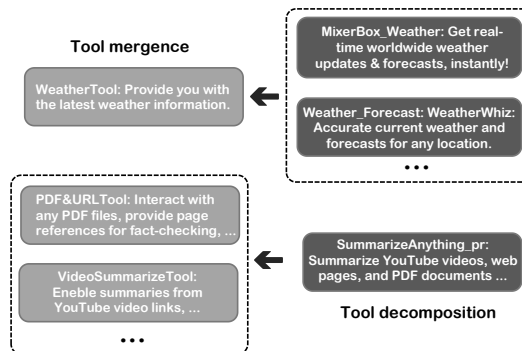 Tool mergence
WeatherTool: Provide you with
the latest weather information.
MixerBox_Weather: Get real-
time worldwide weather
updates & forecasts, instantly!
Weather_Forecast: WeatherWhiz:
Accurate current weather and
forecasts for any location.
...
PDF&URLTool: Interact with
any PDF files, provide page
references for fact-checking, ...
VideoSummarizeTool:
Eneble summaries from
YouTube video links, ...
...
SummarizeAnything_pr:
Summarize YouTube videos, web
pages, and PDF documents ...
Tool decomposition